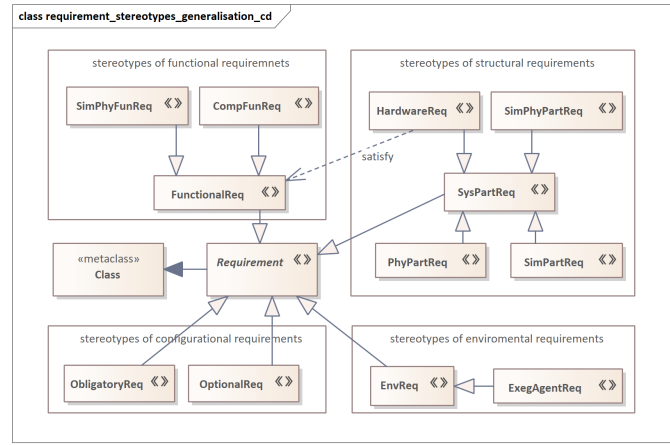 class requirement_stereotypes_generalisation_cd
stereotypes of functional requiremnets
stereotypes of structural requirements
SimPhyFunReq «»
CompFunReq «»
HardwareReq «»
SimPhyPartReq «»
satisfy
FunctionalReq «»
SysPartReq «»
«metaclass»
Class
Requirement «»
PhyPartReq «»
SimPartReq «»
stereotypes of configurational requirements
stereotypes of enviromental requirements
ObligatoryReq «»
OptionalReq «»
EnvReq «»
ExegAgentReq «»